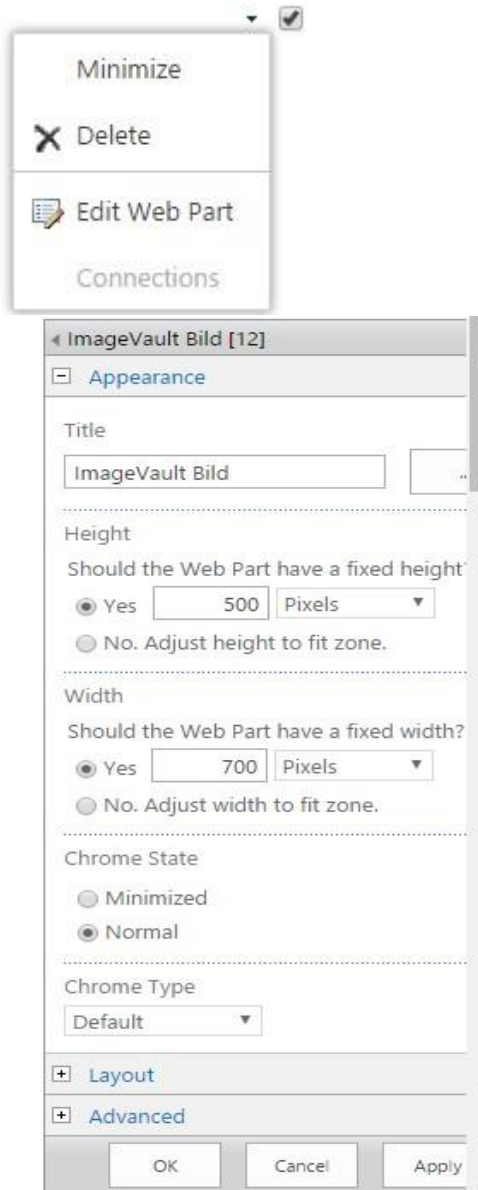 Minimize
Delete
Edit Web Part
Connections
ImageVault Bild [12]
Appearance
Title
ImageVault Bild ..
Height
Should the Web Part have a fixed height?
Yes 500 Pixels
No. Adjust height to fit zone.
Width
Should the Web Part have a fixed width?
Yes 700 Pixels
No. Adjust width to fit zone.
Chrome State
Minimized
Normal
Chrome Type
Default
Layout
Advanced
OK Cancel Apply